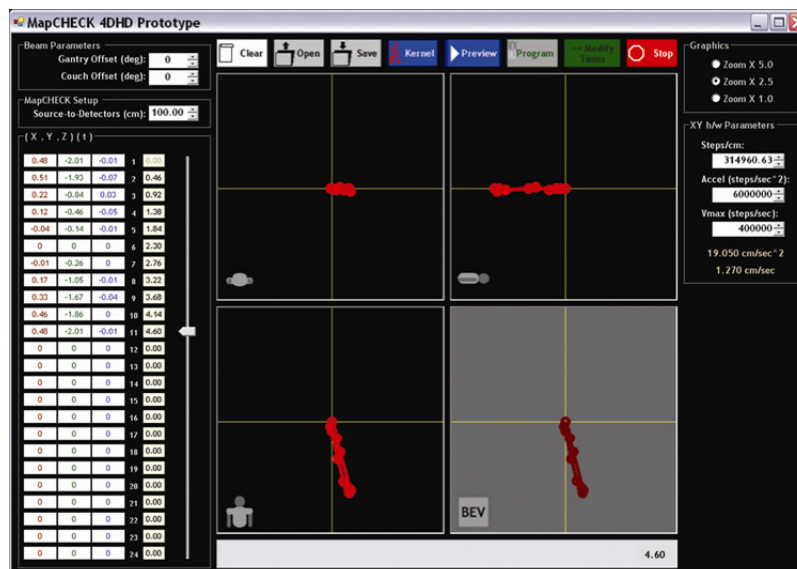 MapCHECK 4DHD Prototype
Beam Parameters
Gantry Offset (deg): 0
Couch Offset (deg): 0
MapCHECK Setup
Source-to-Detectors (cm): 100.00
(X, Y, Z) (t)
0.48 -2.01 -0.01 1 0.00
0.51 -1.93 -0.07 2 0.46
0.22 -0.84 0.03 3 0.92
0.12 -0.46 -0.05 4 1.38
-0.04 -0.14 -0.01 5 1.84
0 0 0 6 2.30
-0.01 -0.26 0 7 2.76
0.17 -1.05 -0.01 8 3.22
0.33 -1.67 -0.04 9 3.68
0.46 -1.86 0 10 4.14
0.48 -2.01 -0.01 11 4.60
0 0 0 12 0.00
0 0 0 13 0.00
0 0 0 14 0.00
0 0 0 15 0.00
0 0 0 16 0.00
0 0 0 17 0.00
0 0 0 18 0.00
0 0 0 19 0.00
0 0 0 20 0.00
0 0 0 21 0.00
0 0 0 22 0.00
0 0 0 23 0.00
0 0 0 24 0.00
Clear Open Save Kernel Preview Program << Modify Times Stop
BEV
4.60
Graphics
Zoom X 5.0
Zoom X 2.5
Zoom X 1.0
XY h/w Parameters
Steps/cm:
314960.63
Accel (steps/sec^2):
6000000
Vmax (steps/sec):
400000
19.050 cm/sec^2
1.270 cm/sec